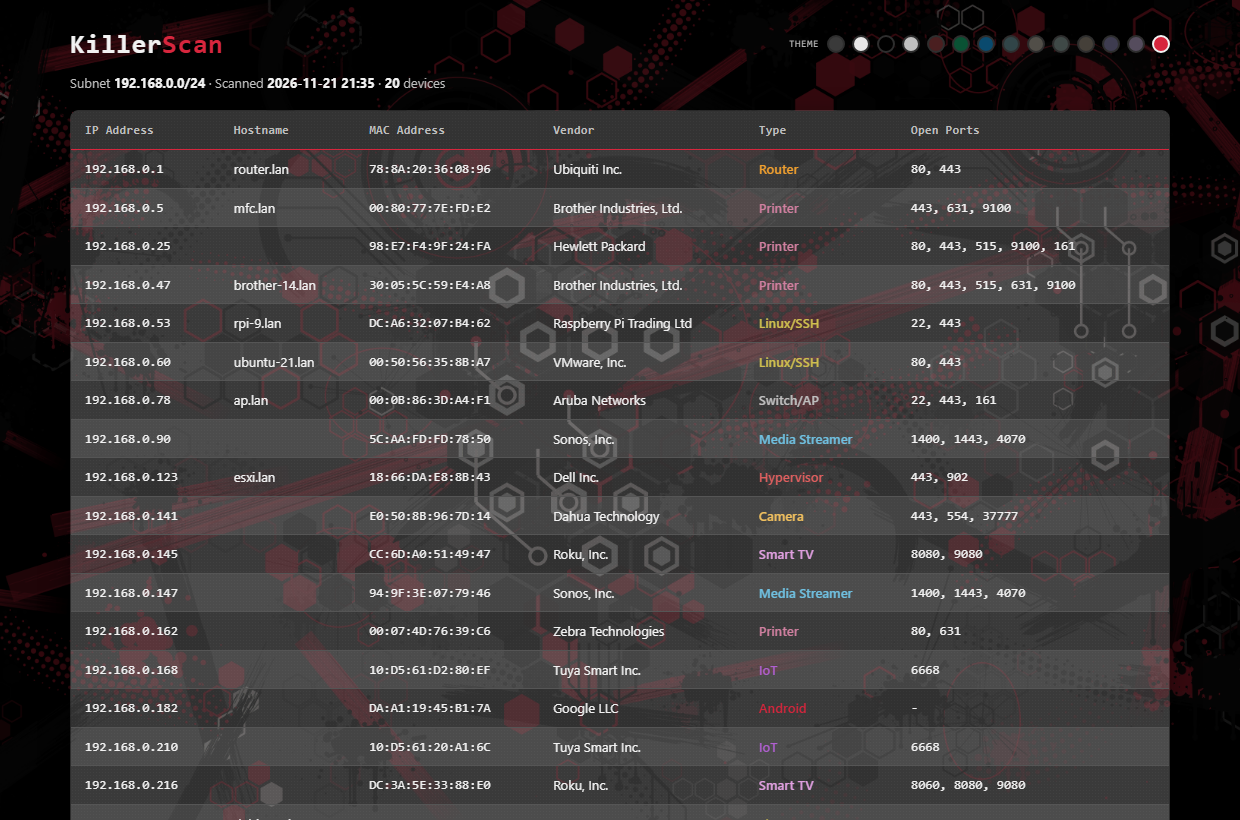 KillerScan
THEME
Subnet 192.168.0.0/24 · Scanned 2026-11-21 21:35 · 20 devices
IP Address Hostname MAC Address Vendor Type Open Ports
192.168.0.1 router.lan 78:8A:20:36:08:96 Ubiquiti Inc. Router 80, 443
192.168.0.5 mfc.lan 00:80:77:7E:FD:E2 Brother Industries, Ltd. Printer 443, 631, 9100
192.168.0.25 98:E7:F4:9F:24:FA Hewlett Packard Printer 80, 443, 515, 9100, 161
192.168.0.47 brother-14.lan 30:05:5C:59:E4:A8 Brother Industries, Ltd. Printer 80, 443, 515, 631, 9100
192.168.0.53 rpi-9.lan DC:A6:32:07:B4:62 Raspberry Pi Trading Ltd Linux/SSH 22, 443
192.168.0.60 ubuntu-21.lan 00:50:56:35:8B:A7 VMware, Inc. Linux/SSH 80, 443
192.168.0.78 ap.lan 00:0B:86:3D:A4:F1 Aruba Networks Switch/AP 22, 443, 161
192.168.0.90 5C:AA:FD:FD:78:50 Sonos, Inc. Media Streamer 1400, 1443, 4070
192.168.0.123 esxi.lan 18:66:DA:E8:8B:43 Dell Inc. Hypervisor 443, 902
192.168.0.141 E0:50:8B:96:7D:14 Dahua Technology Camera 443, 554, 37777
192.168.0.145 CC:6D:A0:51:49:47 Roku, Inc. Smart TV 8080, 9080
192.168.0.147 94:9F:3E:07:79:46 Sonos, Inc. Media Streamer 1400, 1443, 4070
192.168.0.162 00:07:4D:76:39:C6 Zebra Technologies Printer 80, 631
192.168.0.168 10:D5:61:D2:80:EF Tuya Smart Inc. IoT 6668
192.168.0.182 DA:A1:19:45:B1:7A Google LLC Android -
192.168.0.210 10:D5:61:20:A1:6C Tuya Smart Inc. IoT 6668
192.168.0.216 DC:3A:5E:33:88:E0 Roku, Inc. Smart TV 8060, 8080, 9080